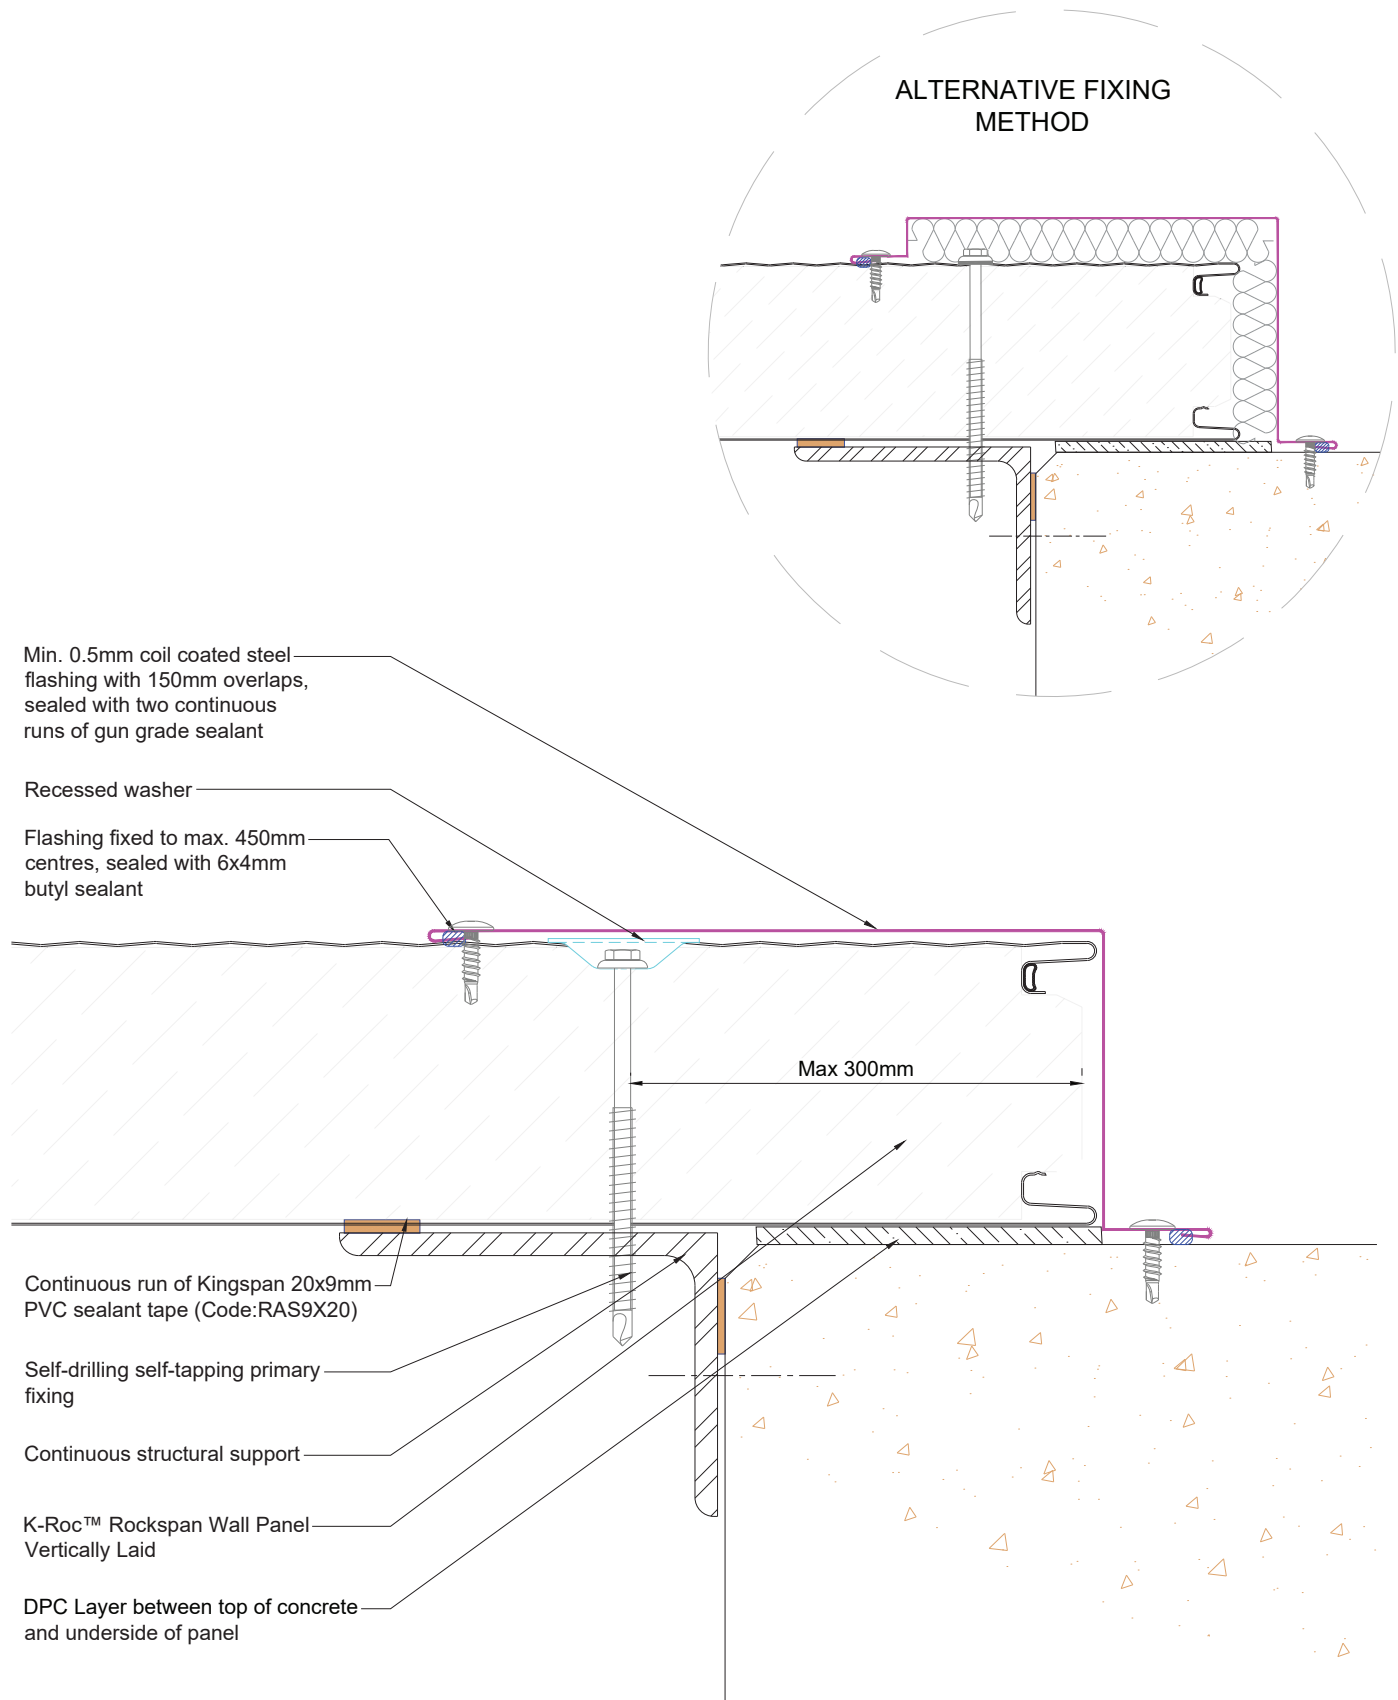 ALTERNATIVE FIXING
METHOD
Min. 0.5mm coil coated steel
flashing with 150mm overlaps,
sealed with two continuous
runs of gun grade sealant
Recessed washer
Flashing fixed to max. 450mm
centres, sealed with 6x4mm
butyl sealant
Max 300mm
Continuous run of Kingspan 20x9mm
PVC sealant tape (Code:RAS9X20)
Self-drilling self-tapping primary
fixing
Continuous structural support
K-Roc™ Rockspan Wall Panel
Vertically Laid
DPC Layer between top of concrete
and underside of panel